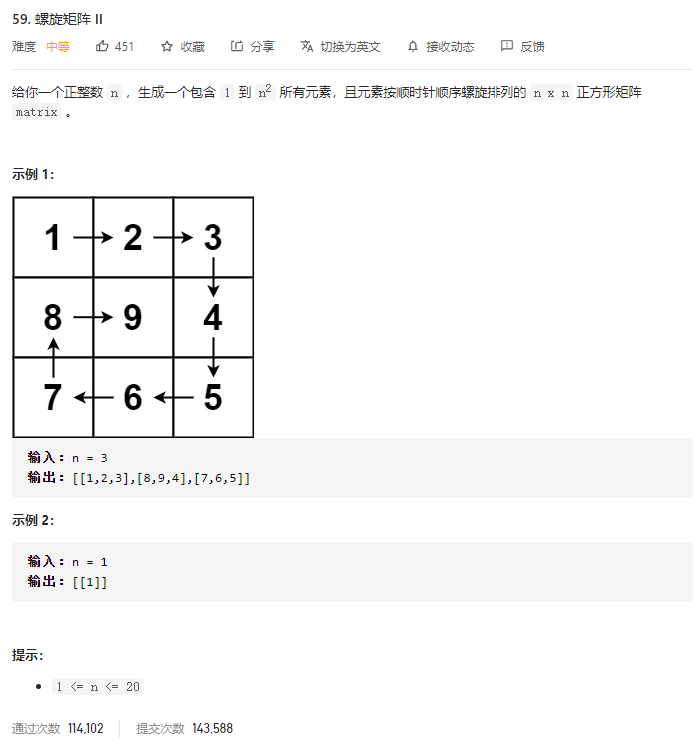 59. 螺旋矩阵 II
难度 中等 451 收藏 分享 切换为英文 接收动态 反馈
给你一个正整数 n ，生成一个包含 1 到 n² 所有元素，且元素按顺时针顺序螺旋排列的 n x n 正方形矩阵
matrix 。
示例 1：
1 2 3
8 9 4
7 6 5
输入：n = 3
输出：[[1,2,3],[8,9,4],[7,6,5]]
示例 2：
输入：n = 1
输出：[[1]]
提示：
1 <= n <= 20
通过次数 114,102 提交次数 143,588